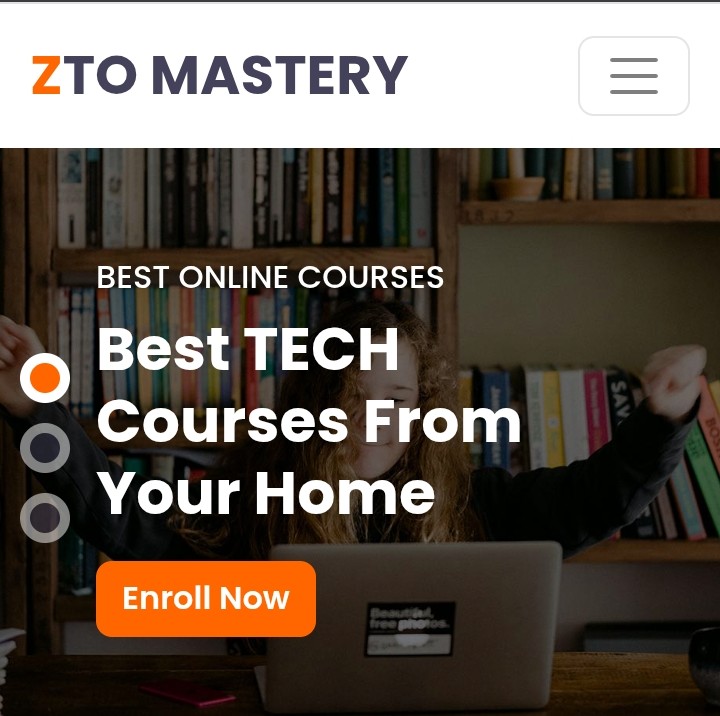 ZTO MASTERY
BEST ONLINE COURSES
Best TECH
Courses From
Your Home
Enroll Now
Beautiful,
free photos.